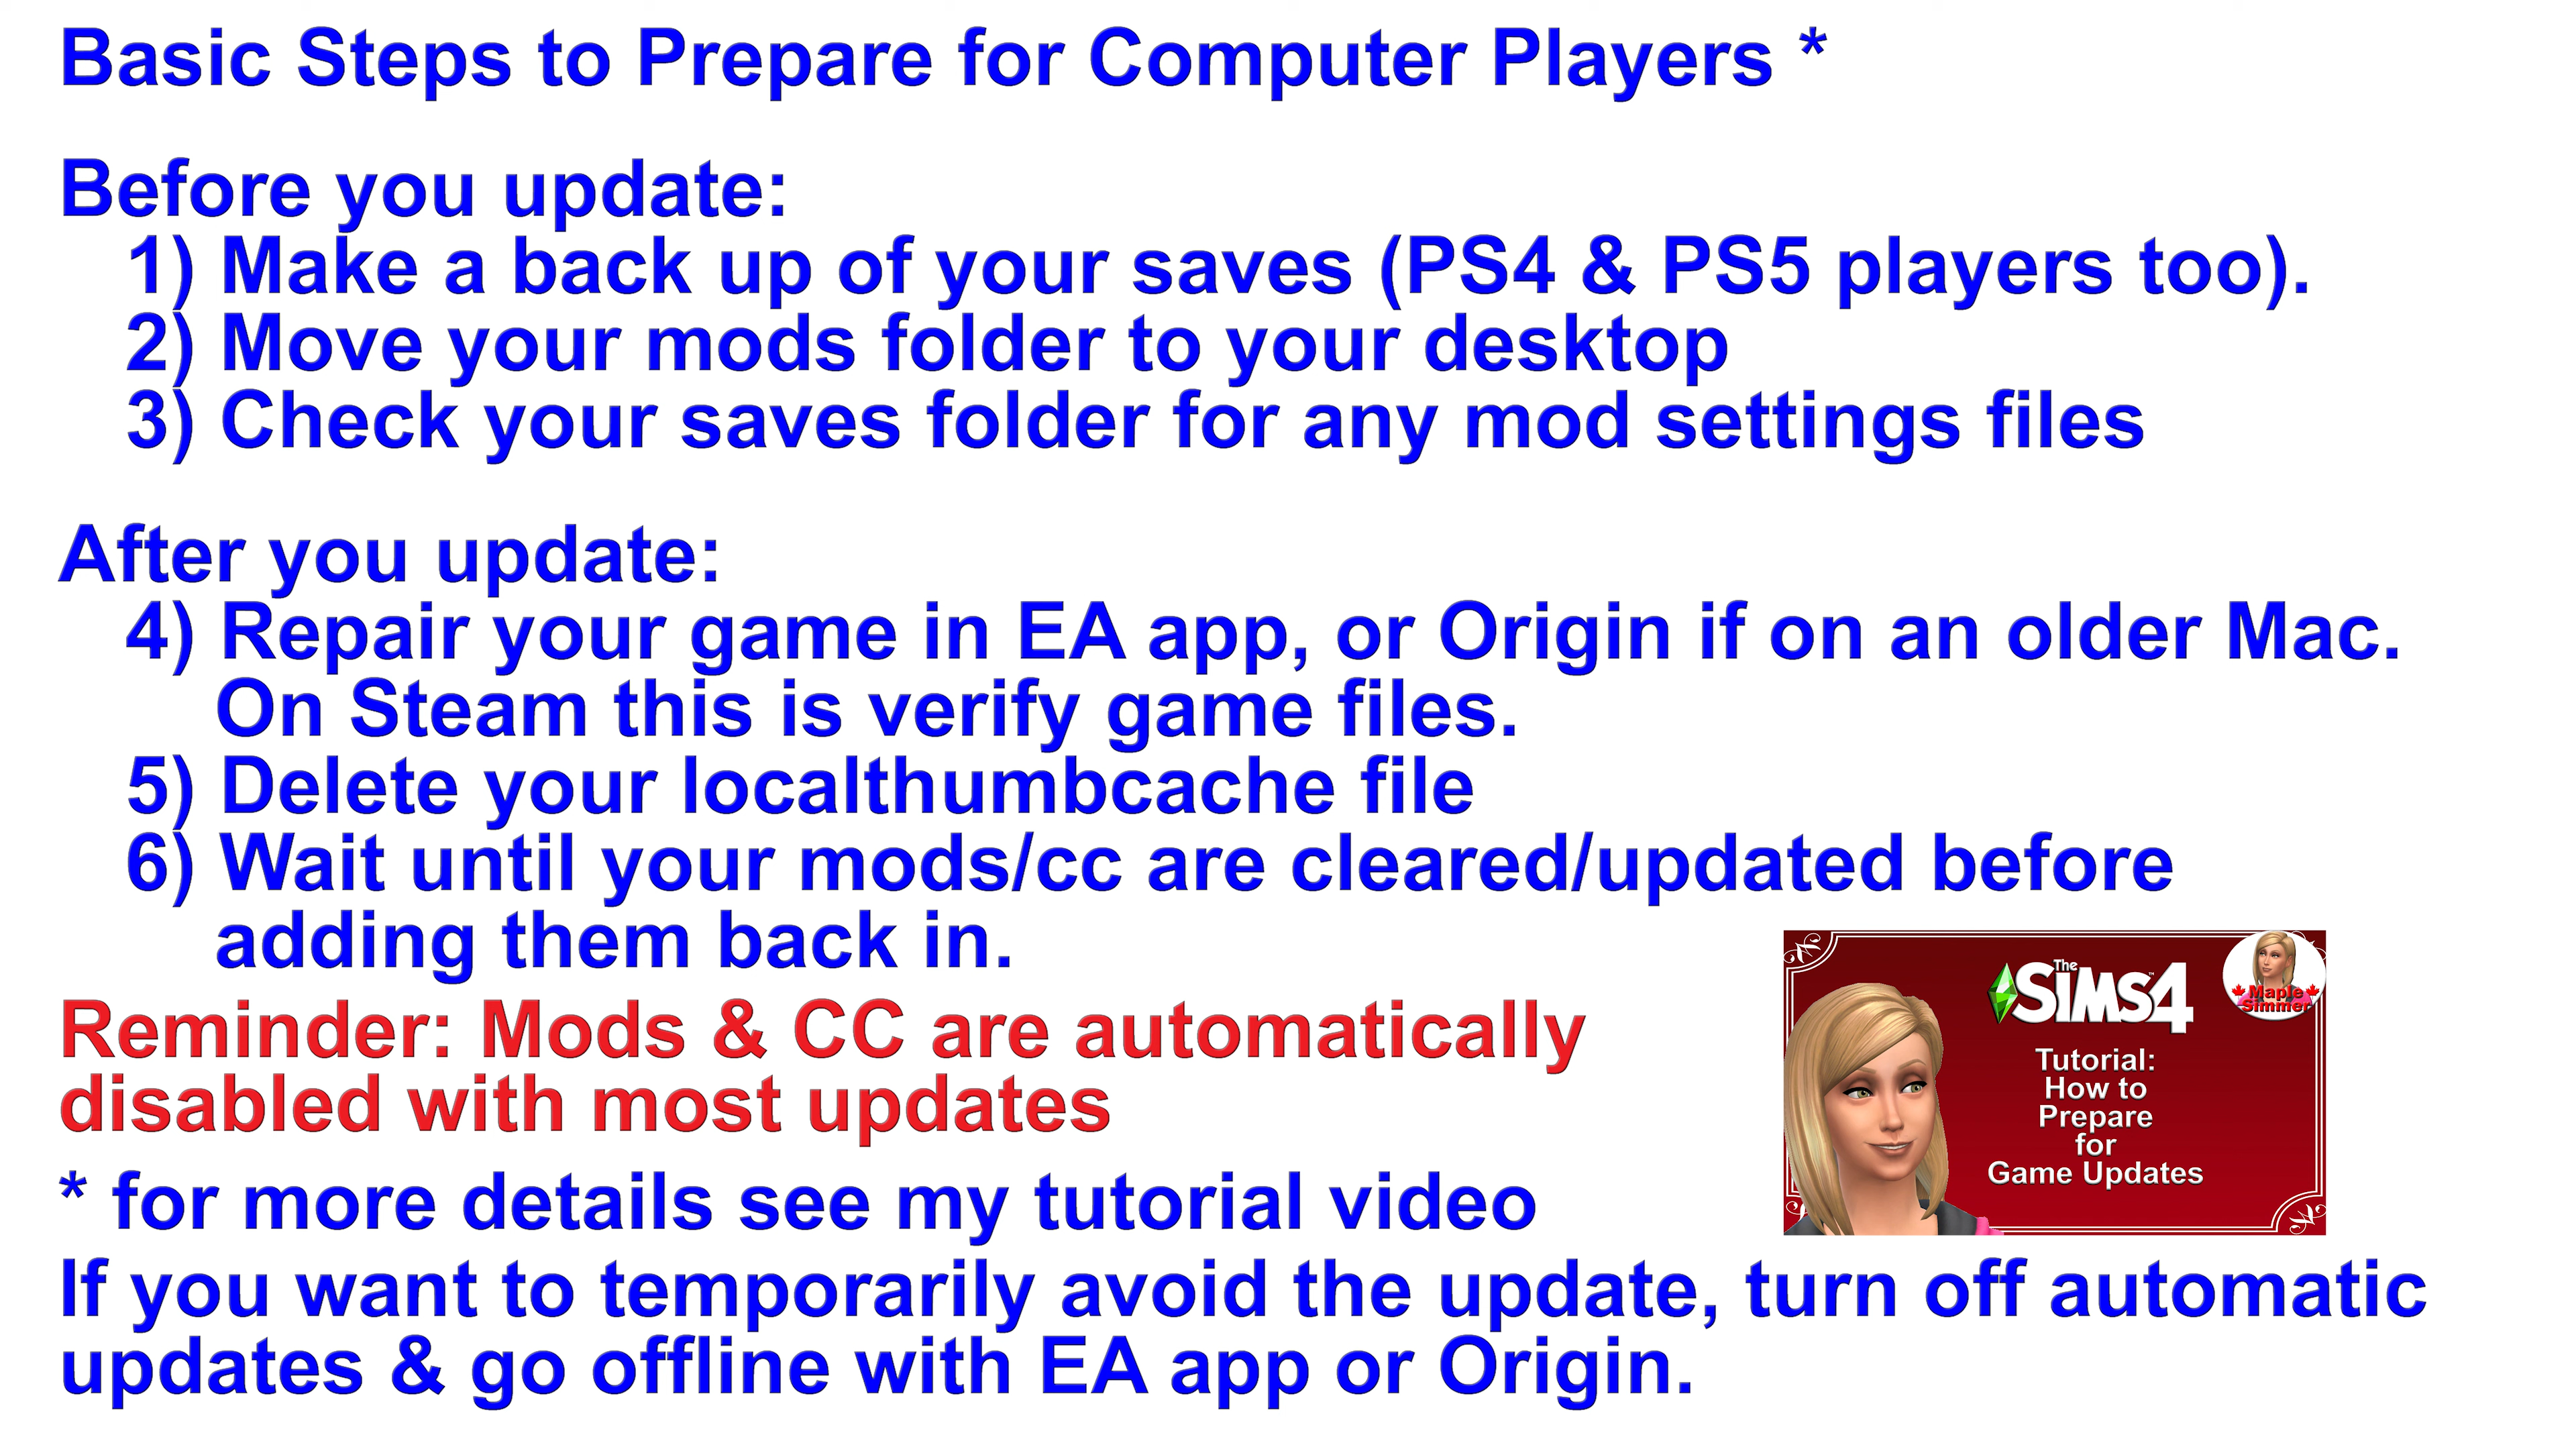 Basic Steps to Prepare for Computer Players *
Before you update:
1) Make a back up of your saves (PS4 & PS5 players too).
2) Move your mods folder to your desktop
3) Check your saves folder for any mod settings files
After you update:
4) Repair your game in EA app, or Origin if on an older Mac.
On Steam this is verify game files.
5) Delete your localthumbcache file
6) Wait until your mods/cc are cleared/updated before
adding them back in.
Reminder: Mods & CC are automatically
disabled with most updates
* for more details see my tutorial video
If you want to temporarily avoid the update, turn off automatic
updates & go offline with EA app or Origin.
The
SIMS4
Maple
Simmer
Tutorial:
How to
Prepare
for
Game Updates